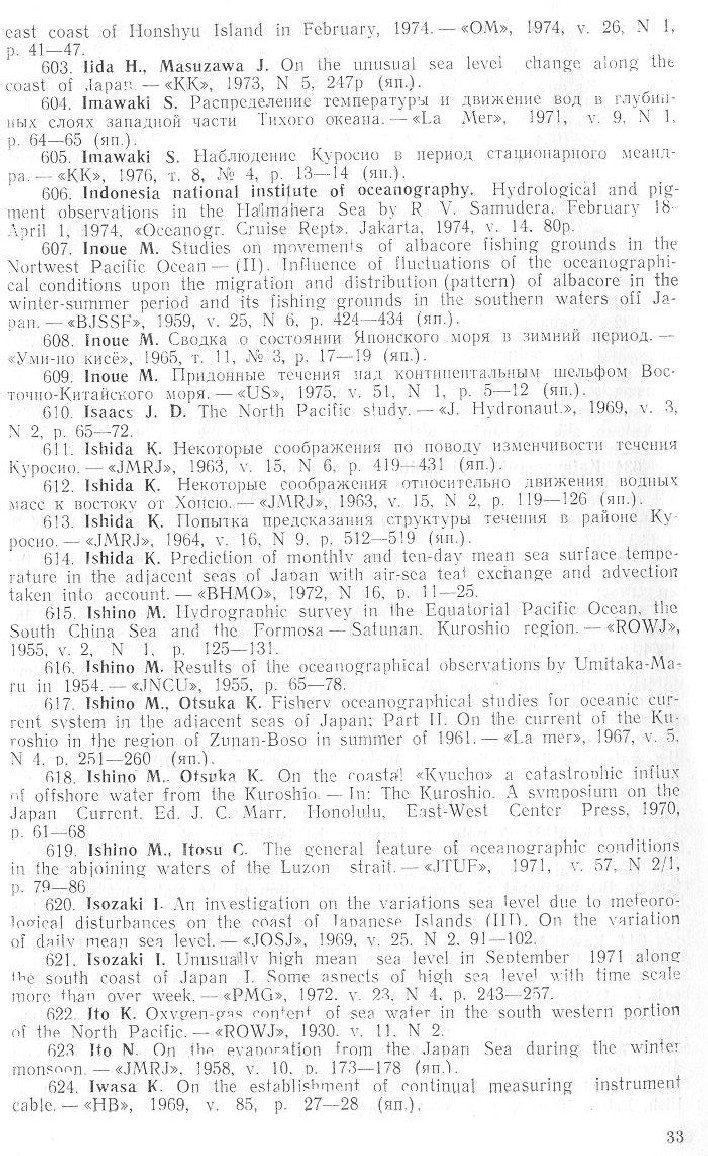 east coast of Honshyu Island in February, 1974. — «OM», 1974, v. 26, N 1,
p. 41—47.
603. Iida H., Masuzawa J. On the unusual sea level change along the
coast of Japan. — «KK», 1973, N 5, 247p (яп.).
604. Imawaki S. Распределение температуры и движение вод в глубин-
ных слоях западной части Тихого океана. — «La Mer», 1971, v. 9, N 1,
p. 64—65 (яп.).
605. Imawaki S. Наблюдение Куросио в период стационарного меанд-
ра. — «KK», 1976, т. 8, № 4, p. 13—14 (яп.).
606. Indonesia national institute of oceanography. Hydrological and pig-
ment observations in the Halmahera Sea by R. V. Samudera, February 18-
April 1, 1974, «Oceanogr. Cruise Rept». Jakarta, 1974, v. 14. 80p.
607. Inoue M. Studies on movements of albacore fishing grounds in the
Nortwest Pacific Ocean — (II). Influence of fluctuations of the oceanographi-
cal conditions upon the migration and distribution (pattern) of albacore in the
winter-summer period and its fishing grounds in the southern waters off Ja-
pan. — «BJSSF», 1959, v. 25, N 6, p. 424—434 (яп.).
608. Inoue M. Сводка о состоянии Японского моря в зимний период. —
«Уми-но кисё», 1965, т. 11, № 3, p. 17—19 (яп.).
609. Inoue M. Придонные течения над континентальным шельфом Вос-
точно-Китайского моря. — «US», 1975, v. 51, N 1, p. 5—12 (яп.).
610. Isaacs J. D. The North Pacific study. — «J. Hydronaut.», 1969, v. 3,
N 2, p. 65—72.
611. Ishida K. Некоторые соображения по поводу изменчивости течения
Куросио. — «JMRJ», 1963, v. 15, N 6, p. 419—431 (яп.).
612. Ishida K. Некоторые соображения относительно движения водных
масс к востоку от Хонсю. — «JMRJ», 1963, v. 15, N 2, p. 119—126 (яп.).
613. Ishida K. Попытка предсказания структуры течения в районе Ку-
росио. — «JMRJ», 1964, v. 16, N 9, p. 512—519 (яп.).
614. Ishida K. Prediction of monthly and ten-day mean sea surface tempe-
rature in the adjacent seas of Japan with air-sea teat exchange and advection
taken into account. — «BHMO», 1972, N 16, p. 11—25.
615. Ishino M. Hydrographic survey in the Equatorial Pacific Ocean, the
South China Sea and the Formosa — Satunan. Kuroshio region. — «ROWJ»,
1955, v. 2, N 1, p. 125—131.
616. Ishino M. Results of the oceanographical observations by Umitaka-Ma-
ru in 1954. — «JNCU», 1955, p. 65—78.
617. Ishino M., Otsuka K. Fishery oceanographical studies for oceanic cur-
rent system in the adjacent seas of Japan; Part II. On the current of the Ku-
roshio in the region of Zunan-Boso in summer of 1961. — «La mer», 1967, v. 5,
N 4, p. 251—260 (яп.).
618. Ishino M., Otsuka K. On the coastal «Kyucho» a catastrophic influx
of offshore water from the Kuroshio. — In: The Kuroshio. A symposium on the
Japan Current. Ed. J. C. Marr. Honolulu, East-West Center Press, 1970,
p. 61—68
619. Ishino M., Itosu C. The general feature of oceanographic conditions
in the abjoining waters of the Luzon strait. — «JTUF», 1971, v. 57, N 2/1,
p. 79—86
620. Isozaki I. An investigation on the variations sea level due to meteoro-
logical disturbances on the coast of Japanese Islands (III). On the variation
of daily mean sea level. — «JOSJ», 1969, v. 25. N 2. 91—102.
621. Isozaki I. Unusually high mean sea level in September 1971 along
the south coast of Japan I. Some aspects of high sea level with time scale
more than over week. — «PMG», 1972. v. 23, N 4, p. 243—257.
622. Ito K. Oxygen-gas content of sea water in the south western portion
of the North Pacific. — «ROWJ», 1930. v. 11. N 2.
623 Ito N. On the evaporation from the Japan Sea during the winter
monsoon. — «JMRJ», 1958, v. 10. p. 173—178 (яп.).
624. Iwasa K. On the establishment of continual measuring instrument
cable. — «HB», 1969, v. 85, p. 27—28 (яп.).
33